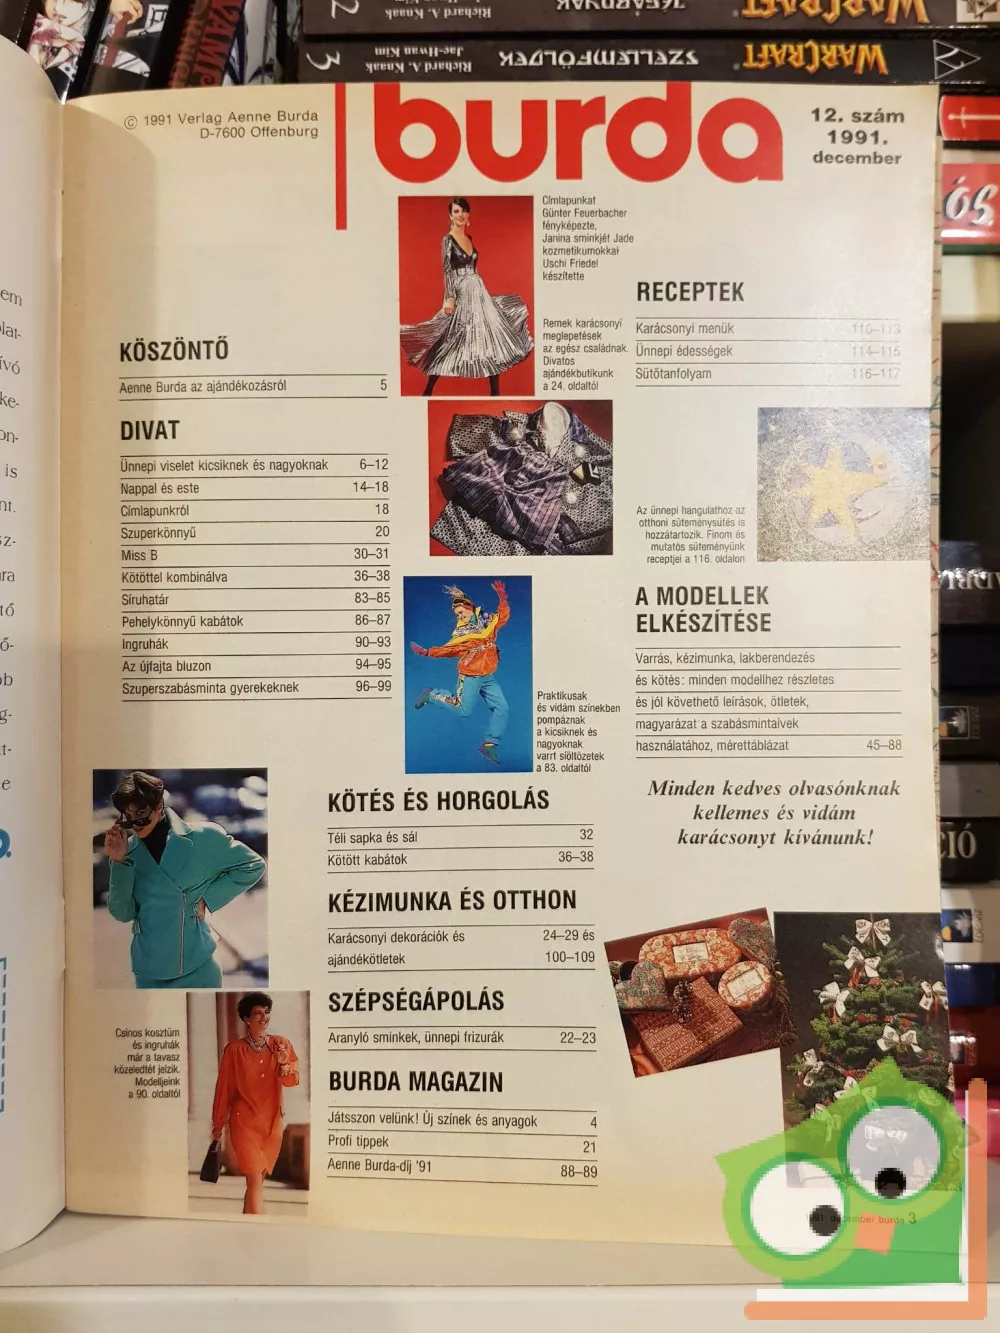 Richard A. Knaak
2
ÁRNYAK
WARCRAFT
Richard A. Knaak
Jae-Hwan Kim
3
SZELLEMFÖLDEK
WARCRAFT
© 1991 Verlag Aenne Burda
D-7600 Offenburg
burda
12. szám
1991.
december
Címlapunkat
Günter Feuerbacher
fényképezte,
Janina sminkjét Jade
kozmetikumokkal
Uschi Friedel
készítette
Remek karácsonyi
meglepetések
az egész családnak.
Divatos
ajándékbutikunk
a 24. oldaltól
KÖSZÖNTŐ
Aenne Burda az ajándékozásról 5
DIVAT
Ünnepi viselet kicsiknek és nagyoknak 6–12
Nappal és este 14–18
Címlapunkról 18
Szuperkönnyű 20
Miss B 30–31
Kötöttel kombinálva 36–38
Síruhatár 83–85
Pehelykönnyű kabátok 86–87
Ingruhák 90–93
Az újfajta bluzon 94–95
Szuperszabásminta gyerekeknek 96–99
RECEPTEK
Karácsonyi menük 110–113
Ünnepi édességek 114–115
Sütőtanfolyam 116–117
Az ünnepi hangulathoz az
otthoni süteménysütés is
hozzátartozik. Finom és
mutatós süteményünk
receptjei a 116. oldalon
A MODELLEK
ELKÉSZÍTÉSE
Varrás, kézimunka, lakberendezés
és kötés: minden modellhez részletes
és jól követhető leírások, ötletek,
magyarázat a szabásmintaívek
használatához, mérettáblázat 45–88
Minden kedves olvasónknak
kellemes és vidám
karácsonyt kívánunk!
Praktikusak
és vidám színekben
pompáznak
a kicsiknek és
nagyoknak
varrt síöltözetek
a 83. oldaltól
KÖTÉS ÉS HORGOLÁS
Téli sapka és sál 32
Kötött kabátok 36–38
KÉZIMUNKA ÉS OTTHON
Karácsonyi dekorációk és 24–29 és
ajándékötletek 100–109
SZÉPSÉGÁPOLÁS
Aranyló sminkek, ünnepi frizurák 22–23
BURDA MAGAZIN
Játsszon velünk! Új színek és anyagok 4
Profi tippek 21
Aenne Burda-díj '91 88–89
Csinos kosztüm
és ingruhák
már a tavasz
közeledtét jelzik.
Modelljeink
a 90. oldaltól
december burda 3